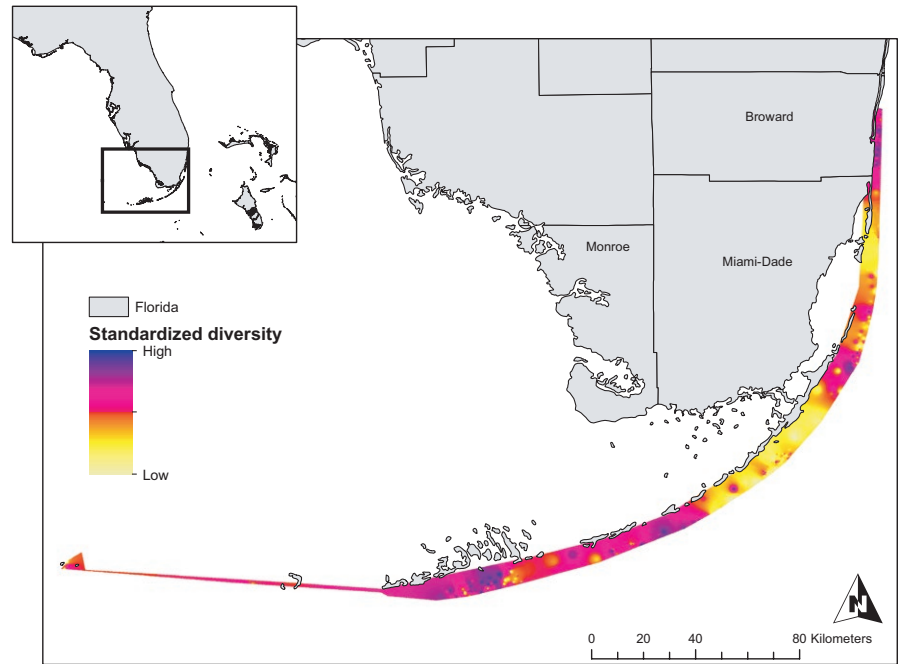 Broward
Monroe
Miami-Dade
Florida
Standardized diversity
High
Low
N
0 20 40 80 Kilometers